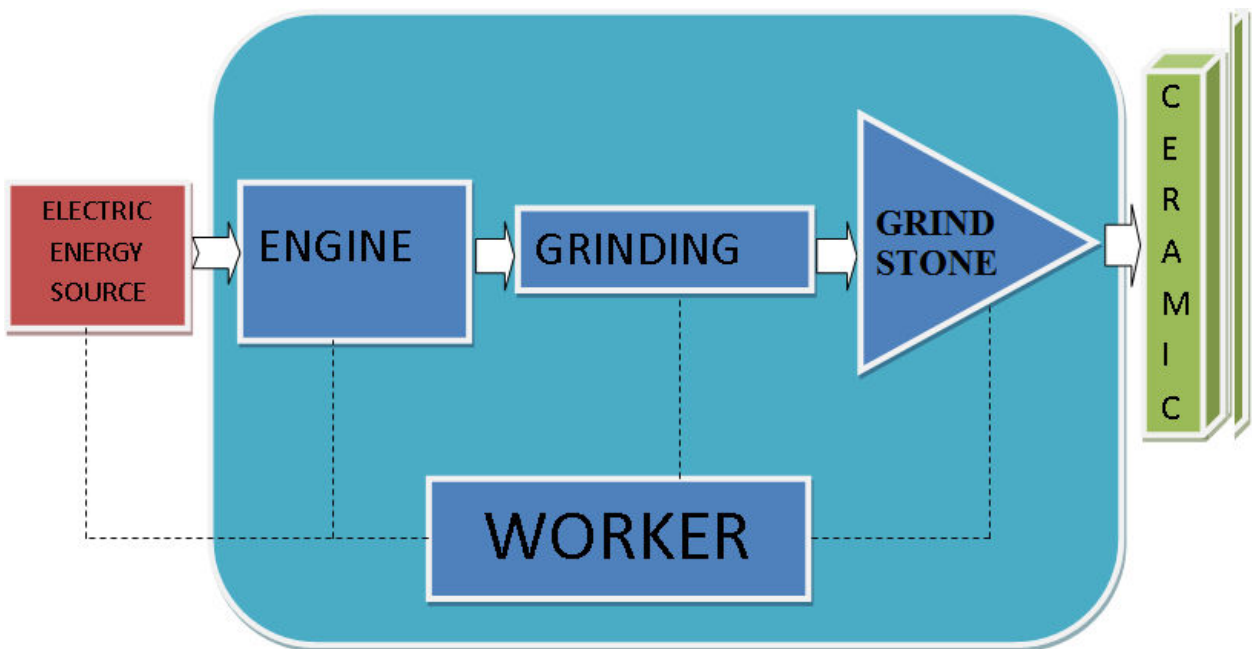 ELECTRIC
ENERGY
SOURCE
ENGINE
GRINDING
GRIND
STONE
C
E
R
A
M
I
C
WORKER